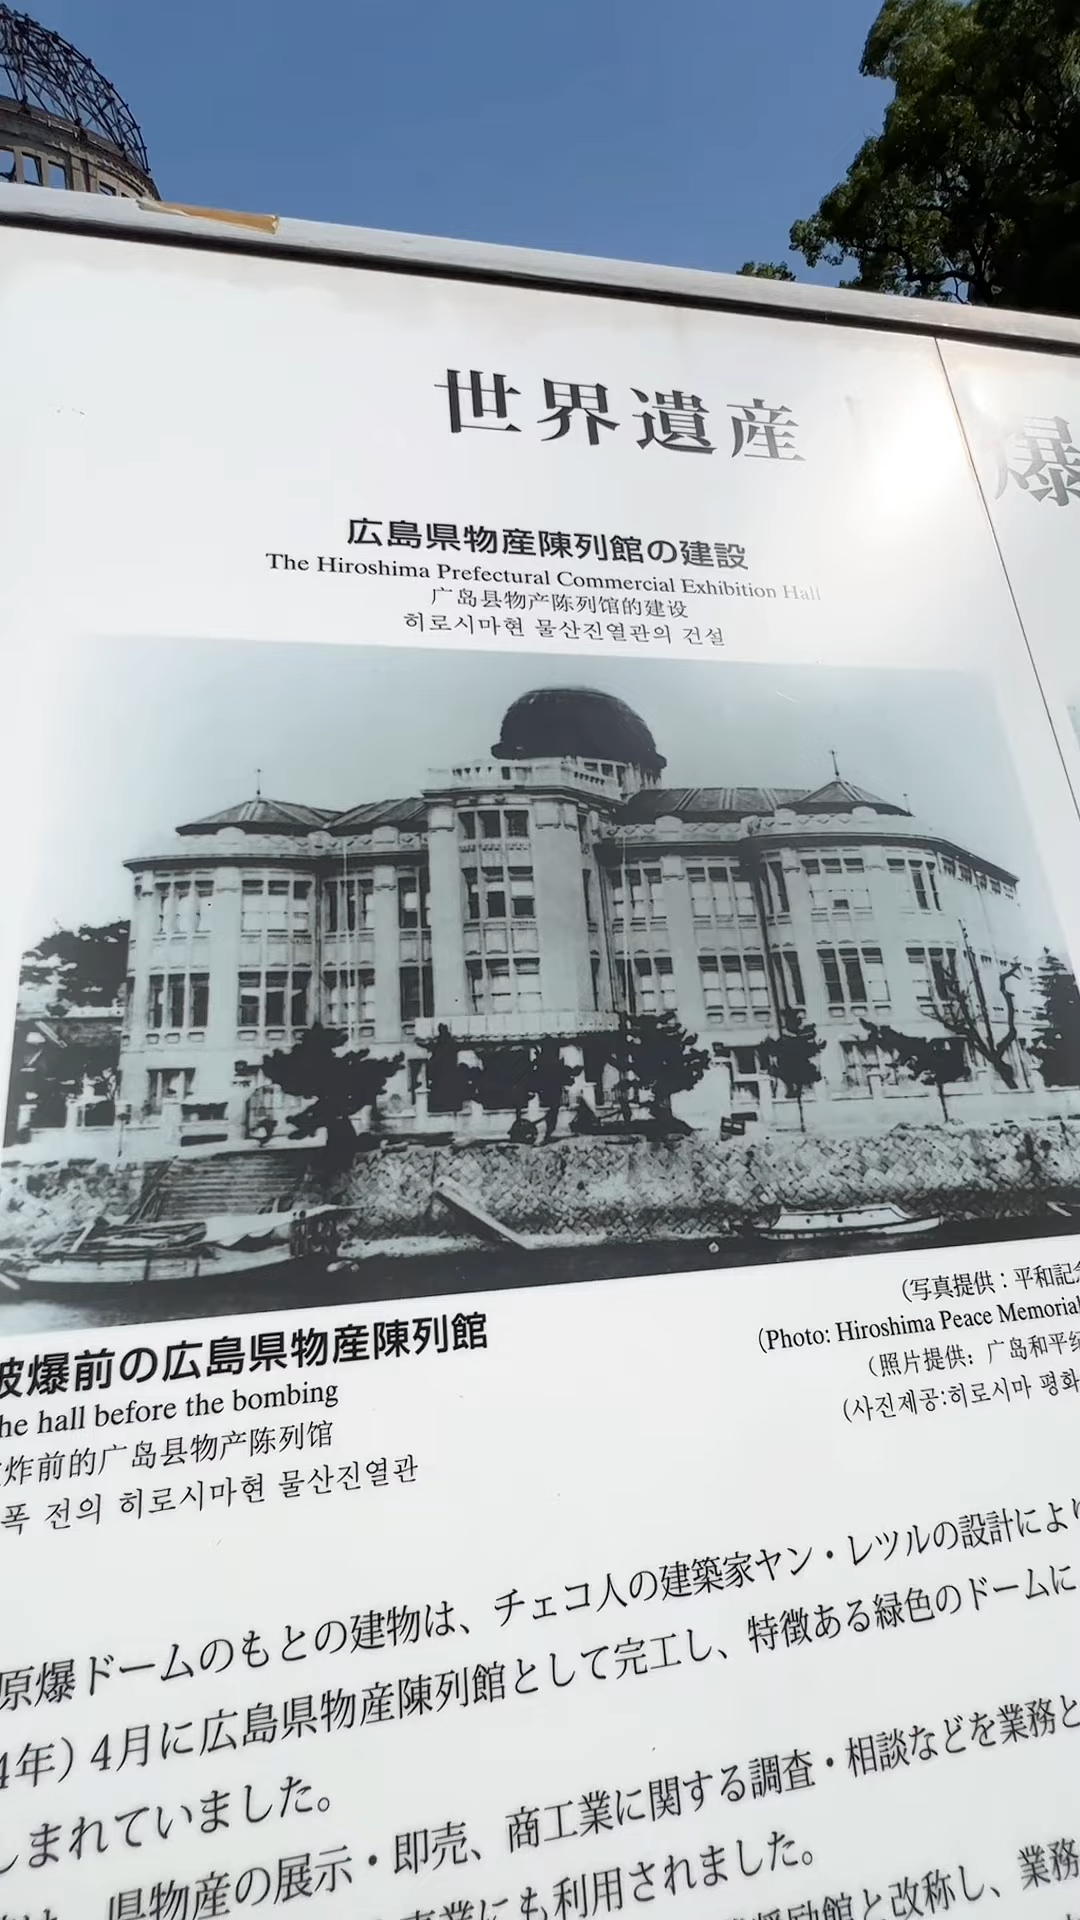 世界遺産
爆
広島県物産陳列館の建設
The Hiroshima Prefectural Commercial Exhibition Hall
广岛县物产陈列馆的建设
히로시마현 물산진열관의 건설
(写真提供：平和記
(Photo: Hiroshima Peace Memorial
(照片提供：广岛和平纪
(사진제공:히로시마 평화
被爆前の広島県物産陳列館
he hall before the bombing
炸前的广岛县物产陈列馆
폭 전의 히로시마현 물산진열관
原爆ドームのもとの建物は、チェコ人の建築家ヤン・レツルの設計により
4年）4月に広島県物産陳列館として完工し、特徴ある緑色のドームに
しまれていました。
県物産の展示・即売、商工業に関する調査・相談などを業務と
事業にも利用されました。
奨励館と改称し、業務